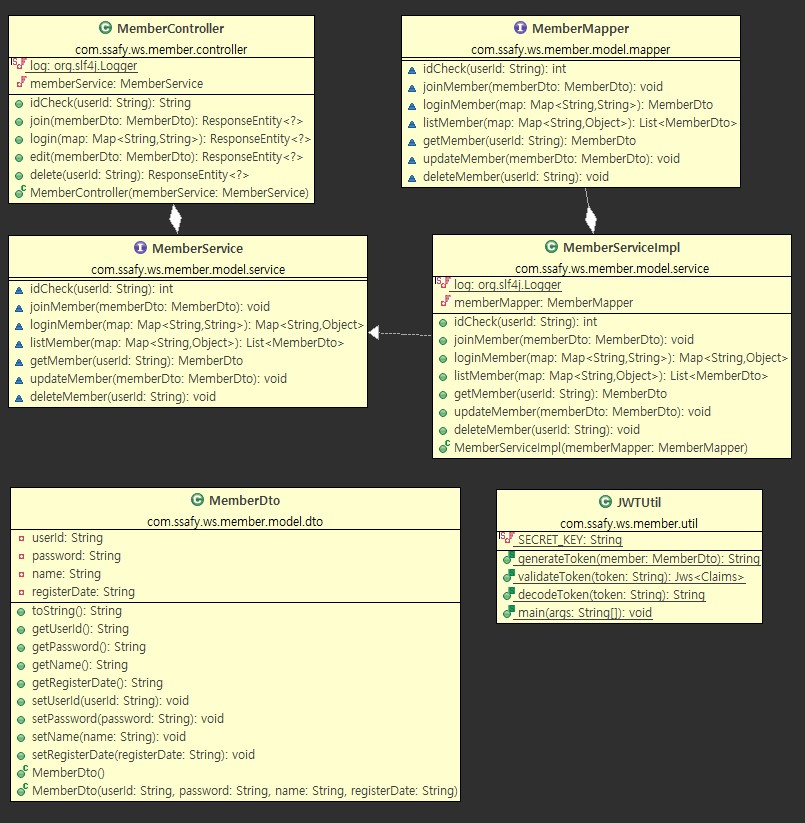 MemberController
com.ssafy.ws.member.controller
log: org.slf4j.Logger
memberService: MemberService
idCheck(userId: String): String
join(memberDto: MemberDto): ResponseEntity<?>
login(map: Map<String,String>): ResponseEntity<?>
edit(memberDto: MemberDto): ResponseEntity<?>
delete(userId: String): ResponseEntity<?>
MemberController(memberService: MemberService)
MemberMapper
com.ssafy.ws.member.model.mapper
idCheck(userId: String): int
joinMember(memberDto: MemberDto): void
loginMember(map: Map<String,String>): MemberDto
listMember(map: Map<String,Object>): List<MemberDto>
getMember(userId: String): MemberDto
updateMember(memberDto: MemberDto): void
deleteMember(userId: String): void
MemberService
com.ssafy.ws.member.model.service
idCheck(userId: String): int
joinMember(memberDto: MemberDto): void
loginMember(map: Map<String,String>): Map<String,Object>
listMember(map: Map<String,Object>): List<MemberDto>
getMember(userId: String): MemberDto
updateMember(memberDto: MemberDto): void
deleteMember(userId: String): void
MemberServiceImpl
com.ssafy.ws.member.model.service
log: org.slf4j.Logger
memberMapper: MemberMapper
idCheck(userId: String): int
joinMember(memberDto: MemberDto): void
loginMember(map: Map<String,String>): Map<String,Object>
listMember(map: Map<String,Object>): List<MemberDto>
getMember(userId: String): MemberDto
updateMember(memberDto: MemberDto): void
deleteMember(userId: String): void
MemberServiceImpl(memberMapper: MemberMapper)
MemberDto
com.ssafy.ws.member.model.dto
userId: String
password: String
name: String
registerDate: String
toString(): String
getUserId(): String
getPassword(): String
getName(): String
getRegisterDate(): String
setUserId(userId: String): void
setPassword(password: String): void
setName(name: String): void
setRegisterDate(registerDate: String): void
MemberDto()
MemberDto(userId: String, password: String, name: String, registerDate: String)
JWTUtil
com.ssafy.ws.member.util
SECRET_KEY: String
generateToken(member: MemberDto): String
validateToken(token: String): Jws<Claims>
decodeToken(token: String): String
main(args: String[]): void